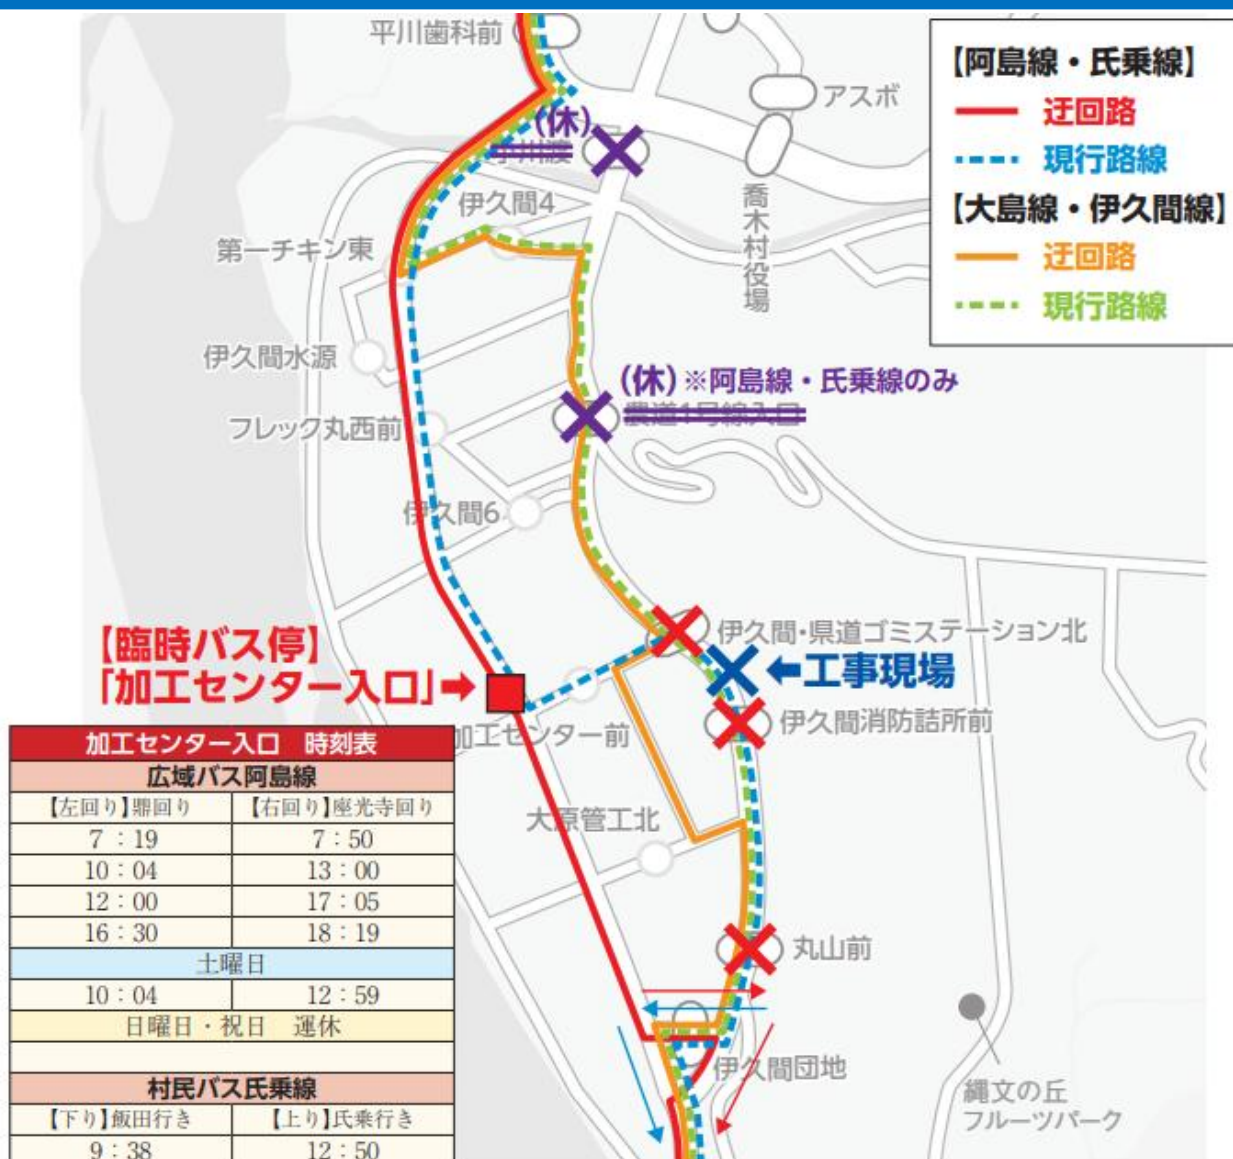 平川歯科前
【阿島線・氏乗線】
迂回路
現行路線
【大島線・伊久間線】
迂回路
現行路線
アスボ
(休)
小川渡
喬木村役場
伊久間4
第一チキン東
伊久間水源
(休)※阿島線・氏乗線のみ
農道1号線入口
フレック丸西前
伊久間6
伊久間・県道ゴミステーション北
⬅工事現場
伊久間消防詰所前
【臨時バス停】
「加工センター入口」➡
加工センター前
大原管工北
丸山前
伊久間団地
縄文の丘
フルーツパーク
加工センター入口 時刻表
広域バス阿島線
【左回り】鼎回り 【右回り】座光寺回り
7:19 7:50
10:04 13:00
12:00 17:05
16:30 18:19
土曜日
10:04 12:59
日曜日・祝日 運休
村民バス氏乗線
【下り】飯田行き 【上り】氏乗行き
9:38 12:50